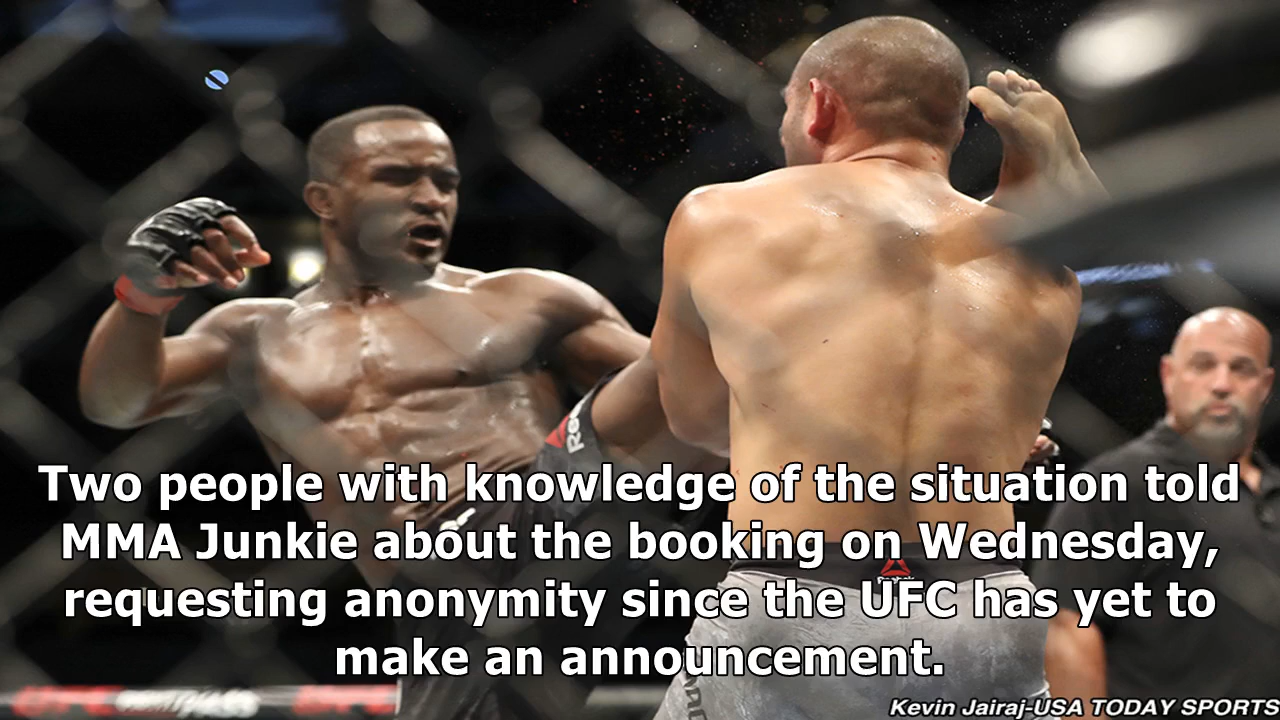 Two people with knowledge of the situation told
MMA Junkie about the booking on Wednesday,
requesting anonymity since the UFC has yet to
make an announcement.
Kevin Jairaj-USA TODAY SPORTS